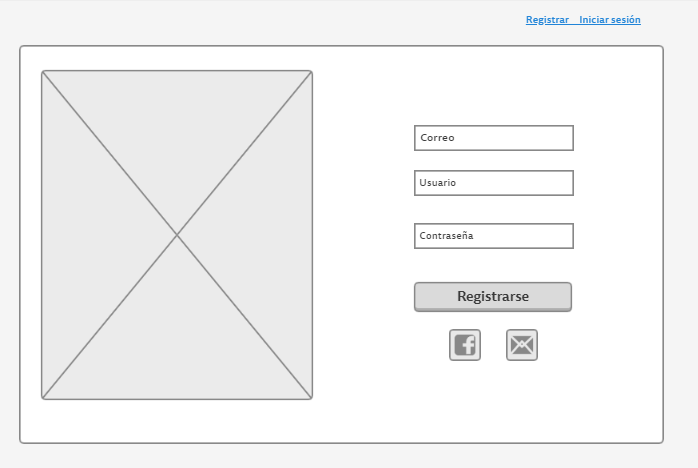 Registrar Iniciar sesión
Correo
Usuario
Contraseña
Registrarse